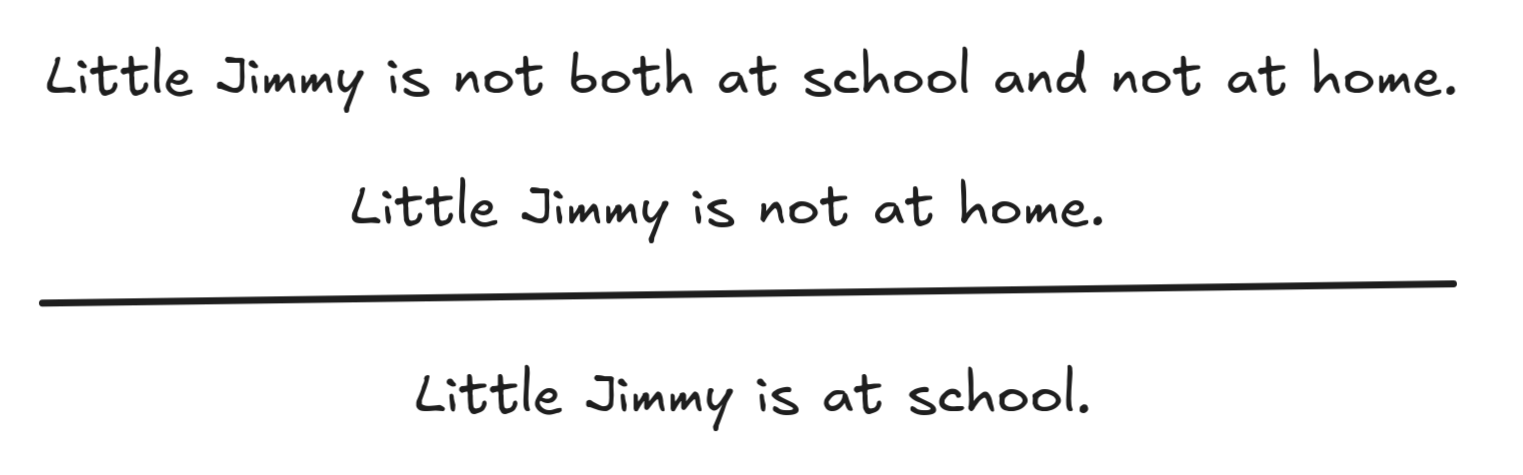 Little Jimmy is not both at school and not at home.
Little Jimmy is not at home.
Little Jimmy is at school.